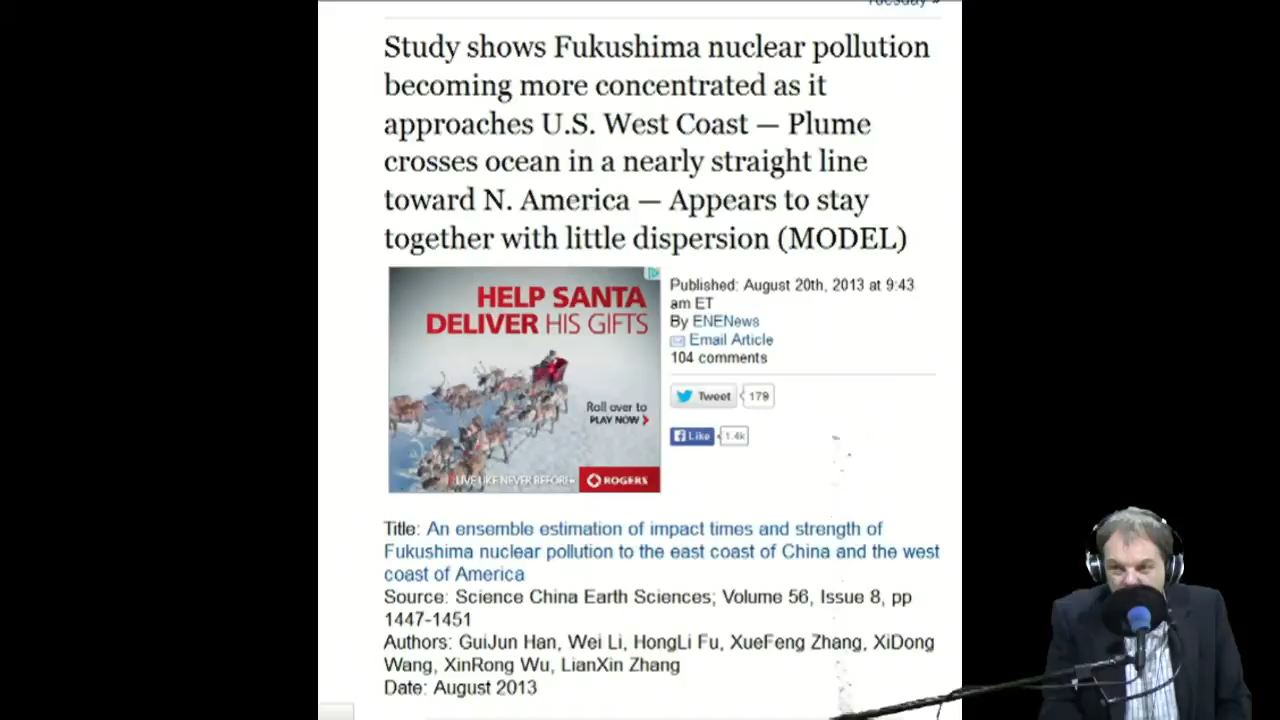 Tuesday »
Study shows Fukushima nuclear pollution
becoming more concentrated as it
approaches U.S. West Coast — Plume
crosses ocean in a nearly straight line
toward N. America — Appears to stay
together with little dispersion (MODEL)
HELP SANTA
DELIVER HIS GIFTS
Roll over to
PLAY NOW
LIVE LIKE NEVER BEFORE
ROGERS
Published: August 20th, 2013 at 9:43
am ET
By ENENews
Email Article
104 comments
Tweet 179
Like 1.4k
Title: An ensemble estimation of impact times and strength of
Fukushima nuclear pollution to the east coast of China and the west
coast of America
Source: Science China Earth Sciences; Volume 56, Issue 8, pp
1447-1451
Authors: GuiJun Han, Wei Li, HongLi Fu, XueFeng Zhang, XiDong
Wang, XinRong Wu, LianXin Zhang
Date: August 2013